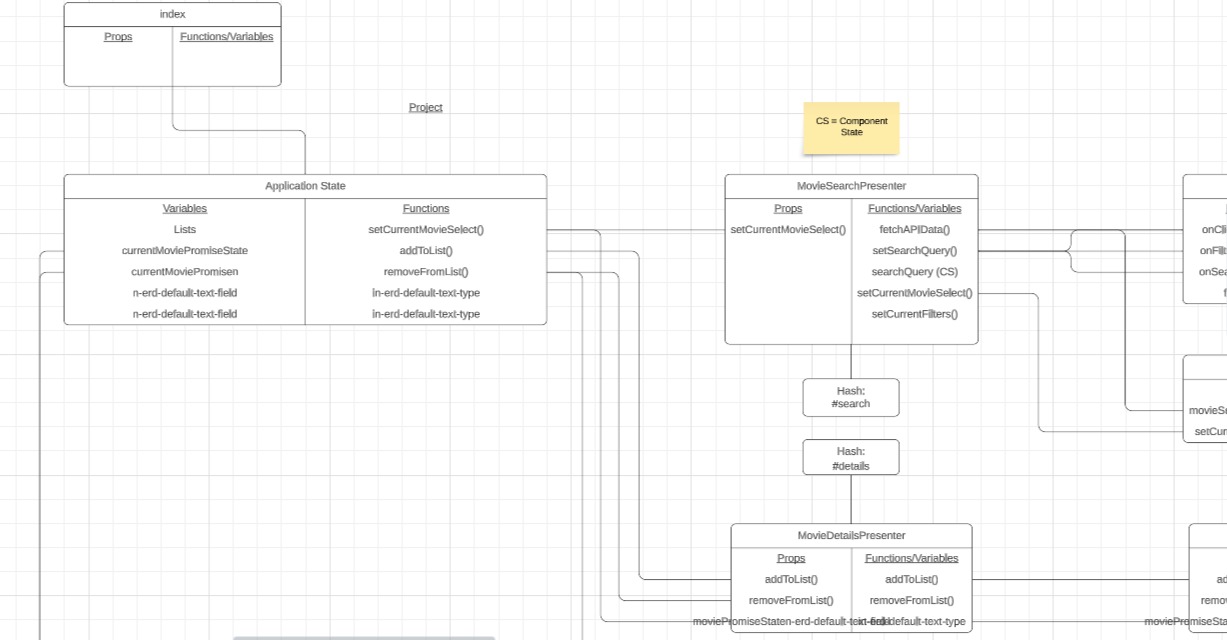 index
Props
Functions/Variables
Project
CS = Component
State
Application State
Variables
Functions
Lists
setCurrentMovieSelect()
currentMoviePromiseState
addToList()
currentMoviePromisen
removeFromList()
n-erd-default-text-field
in-erd-default-text-type
n-erd-default-text-field
in-erd-default-text-type
MovieSearchPresenter
Props
Functions/Variables
setCurrentMovieSelect()
fetchAPIData()
setSearchQuery()
searchQuery (CS)
setCurrentMovieSelect()
setCurrentFilters()
Hash:
#search
Hash:
#details
MovieDetailsPresenter
Props
Functions/Variables
addToList()
addToList()
removeFromList()
removeFromList()
moviePromiseStaten-erd-default-text-field
in-erd-default-text-type
onCli
onFilt
onSea
f
movieSe
setCurr
ad
remov
moviePromiseSta